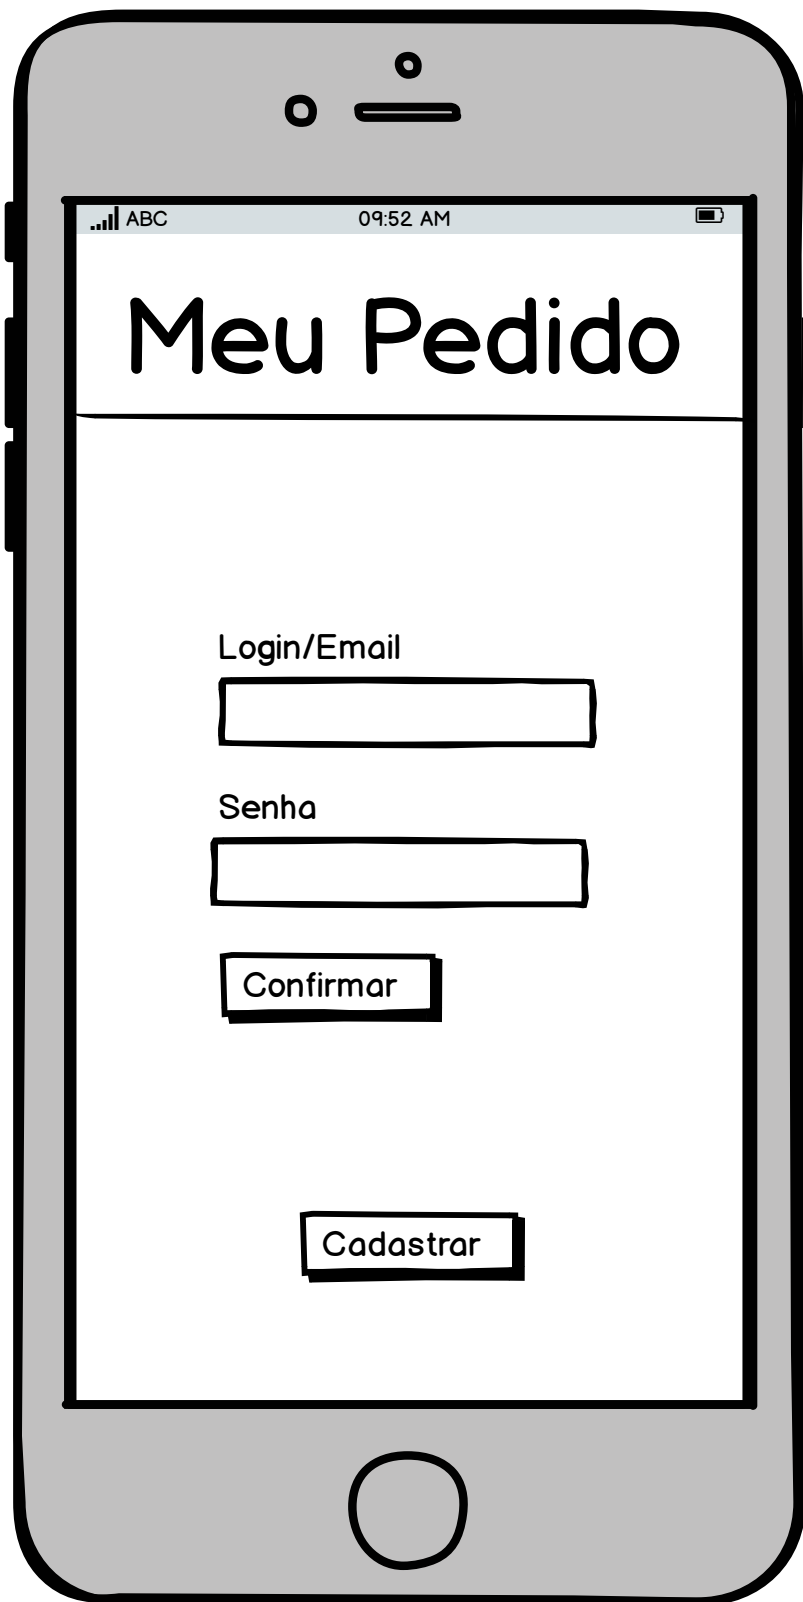 ABC 09:52 AM
Meu Pedido
Login/Email
Senha
Confirmar
Cadastrar